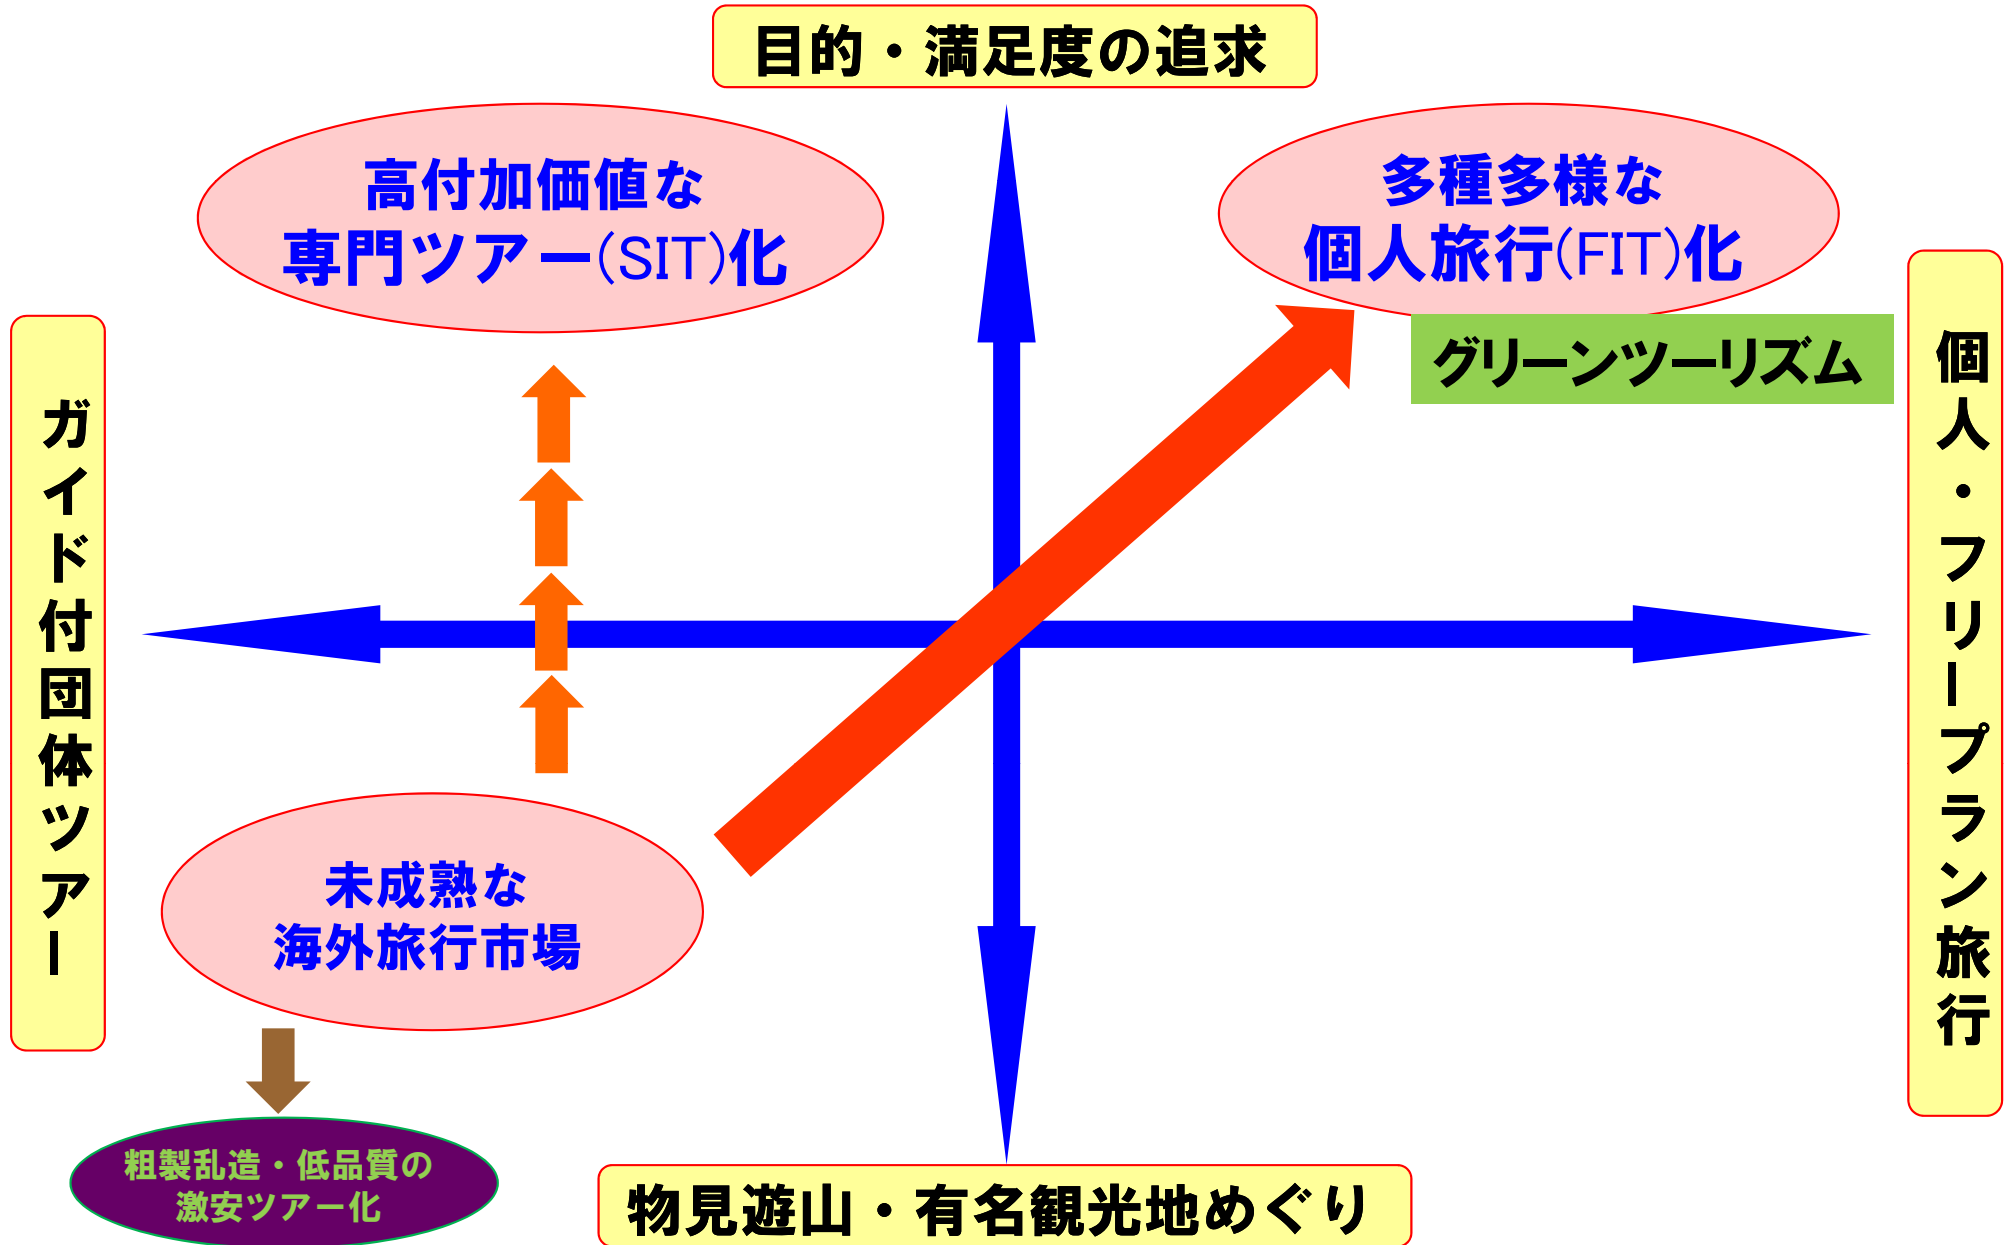 目的・満足度の追求
高付加価値な
専門ツアー(SIT)化
多種多様な
個人旅行(FIT)化
グリーンツーリズム
ガイド付団体ツアー
個人・フリープラン旅行
未成熟な
海外旅行市場
粗製乱造・低品質の
激安ツアー化
物見遊山・有名観光地めぐり